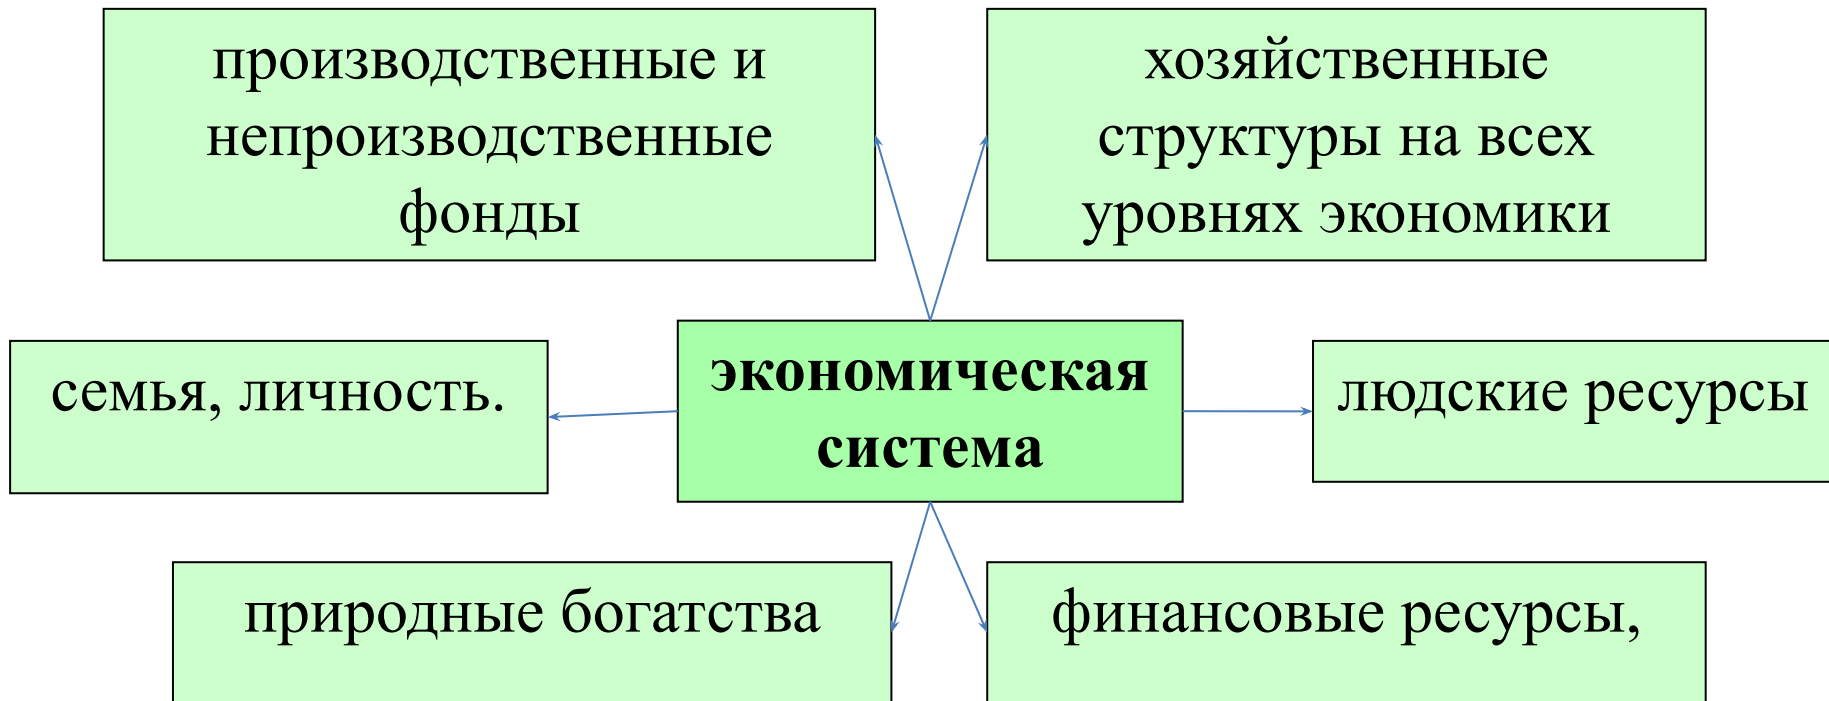 производственные и
непроизводственные
фонды
хозяйственные
структуры на всех
уровнях экономики
семья, личность.
экономическая
система
людские ресурсы
природные богатства
финансовые ресурсы,